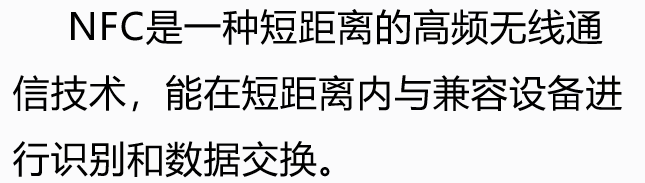 NFC是一种短距离的高频无线通
信技术，能在短距离内与兼容设备进
行识别和数据交换。